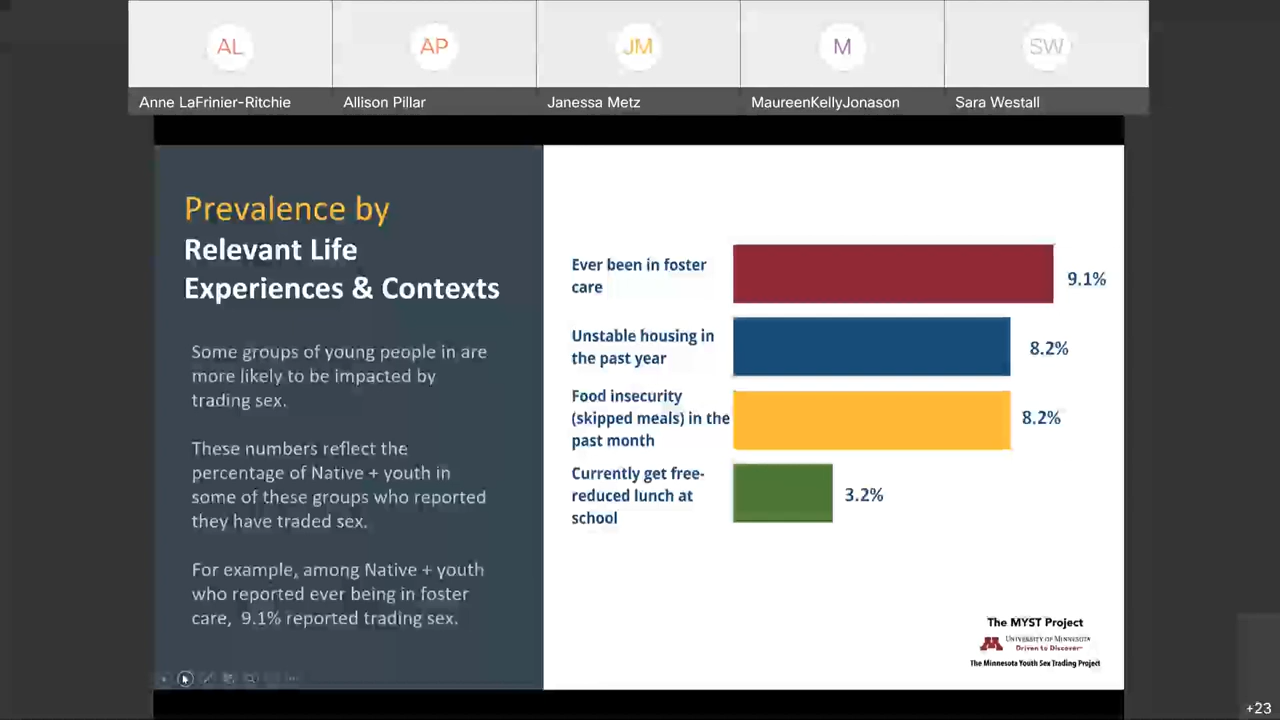 AL
AP
JM
M
SW
Anne LaFrinier-Ritchie
Allison Pillar
Janessa Metz
MaureenKellyJonason
Sara Westall
Prevalence by
Relevant Life
Experiences & Contexts
Some groups of young people in are
more likely to be impacted by
trading sex.
These numbers reflect the
percentage of Native + youth in
some of these groups who reported
they have traded sex.
For example, among Native + youth
who reported ever being in foster
care, 9.1% reported trading sex.
Ever been in foster
care
9.1%
Unstable housing in
the past year
8.2%
Food insecurity
(skipped meals) in the
past month
8.2%
Currently get free-
reduced lunch at
school
3.2%
The MYST Project
M
UNIVERSITY OF MINNESOTA
Driven to Discover
The Minnesota Youth Sex Trading Project
+23